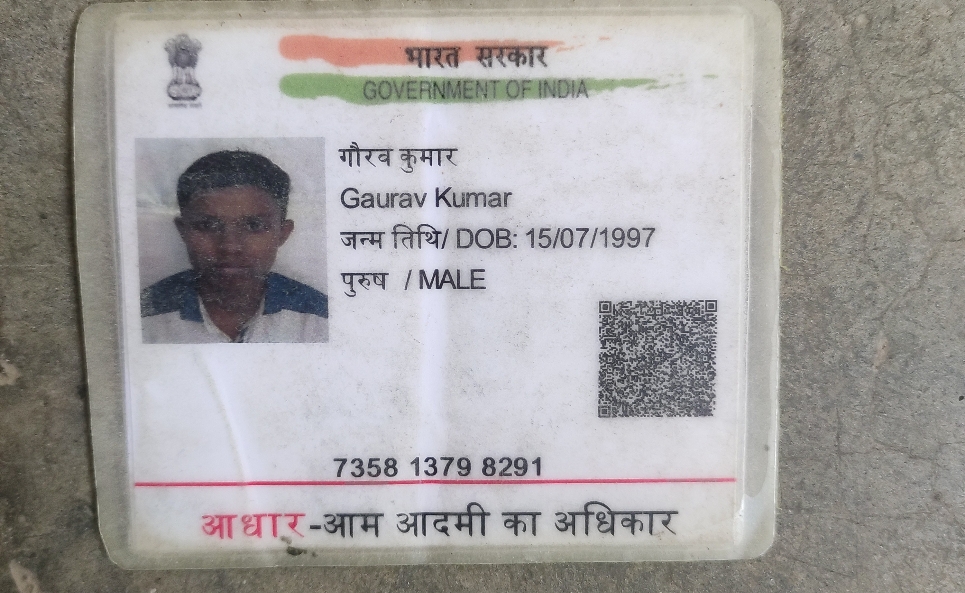 भारत सरकार
GOVERNMENT OF INDIA
गौरव कुमार
Gaurav Kumar
जन्म तिथि/ DOB: 15/07/1997
पुरुष / MALE
7358 1379 8291
आधार-आम आदमी का अधिकार